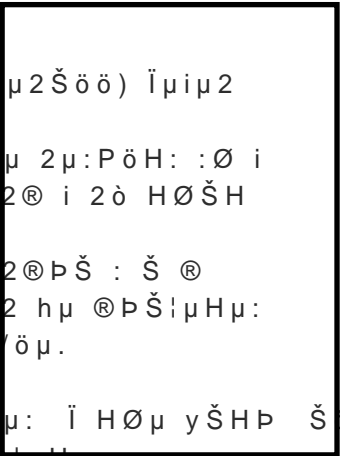 µ2Šöö) Ïµiµ2
µ 2µ:PöH: :Ø i
2® i 2ò HØŠH
2®ÞŠ : Š ®
2 hµ ®ÞŠ¦µHµ:
/öµ.
µ: Ï HØµ yŠHÞ Š